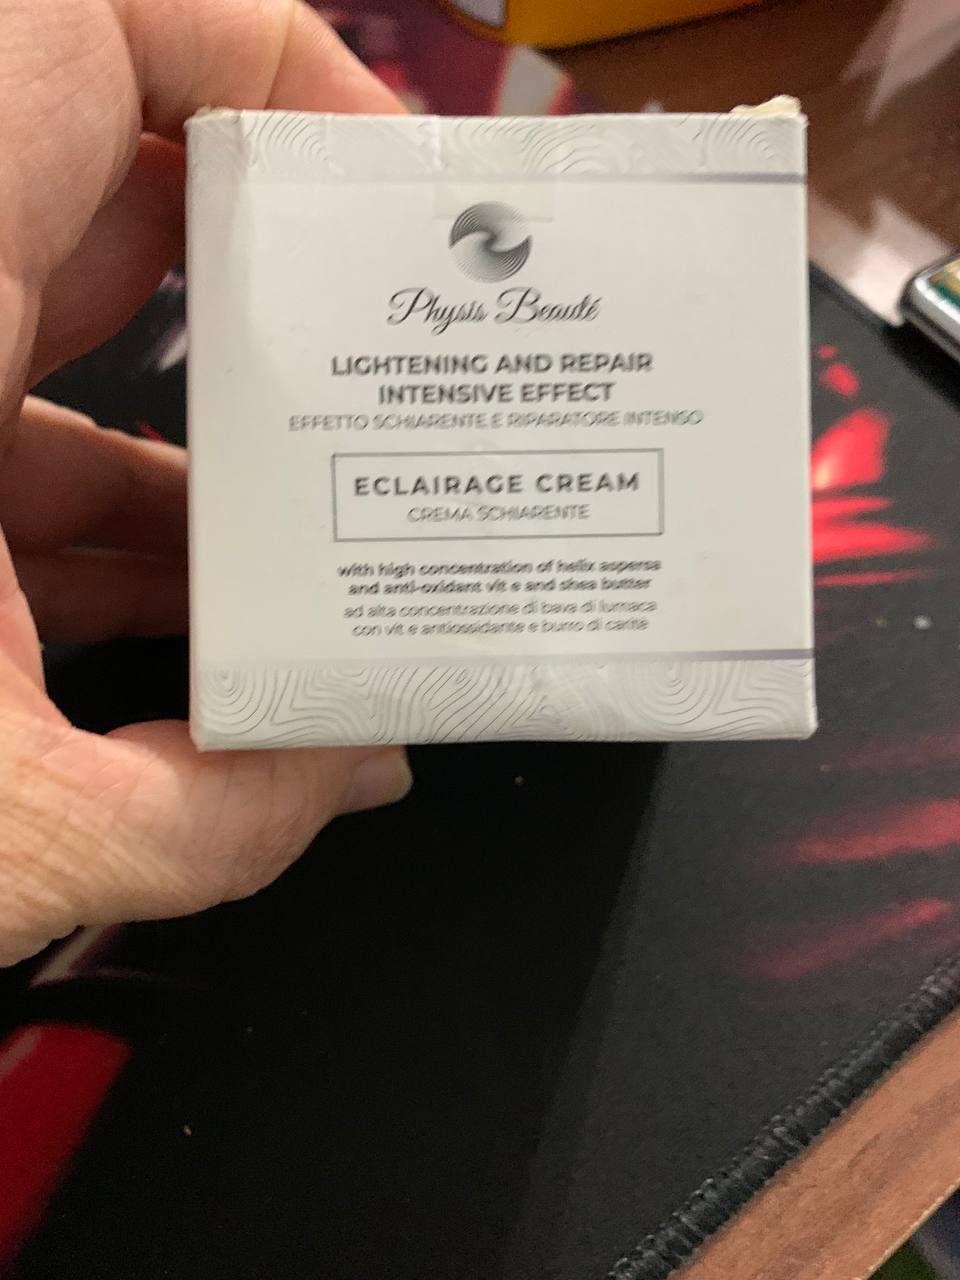 Physis Beauté
LIGHTENING AND REPAIR
INTENSIVE EFFECT
EFFETTO SCHIARENTE E RIPARATORE INTENSO
ECLAIRAGE CREAM
CREMA SCHIARENTE
with high concentration of helix aspersa
and anti-oxidant vit e and shea butter
ad alta concentrazione di bava di lumaca
con vit e antiossidante e burro di carité